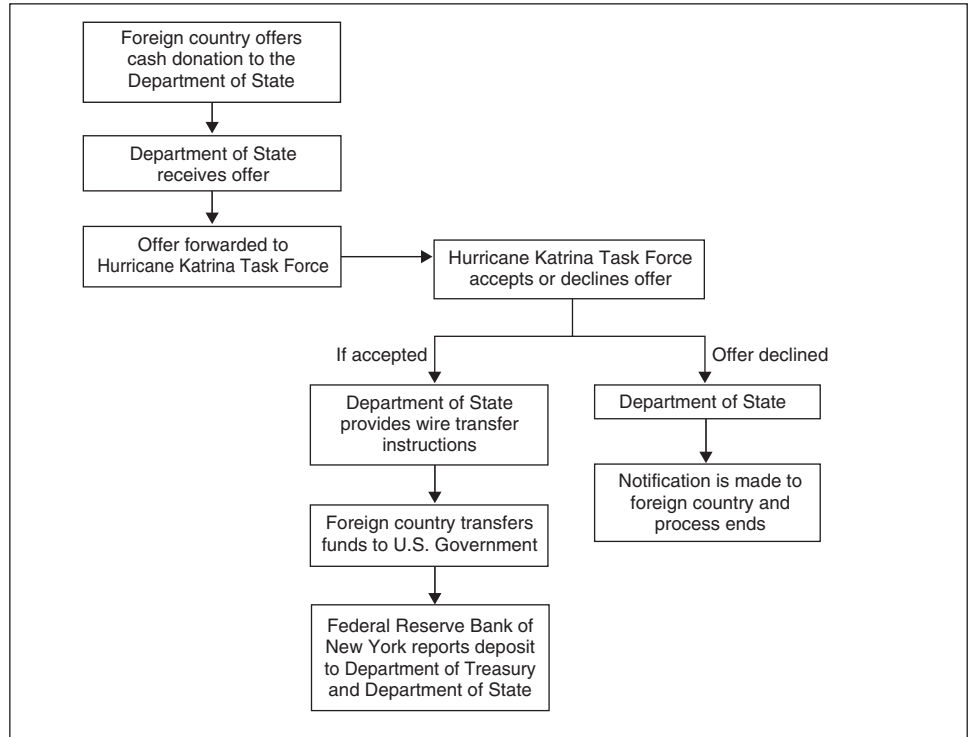 Foreign country offers
cash donation to the
Department of State
Department of State
receives offer
Offer forwarded to
Hurricane Katrina Task Force
Hurricane Katrina Task Force
accepts or declines offer
If accepted
Offer declined
Department of State
provides wire transfer
instructions
Department of State
Foreign country transfers
funds to U.S. Government
Notification is made to
foreign country and
process ends
Federal Reserve Bank of
New York reports deposit
to Department of Treasury
and Department of State